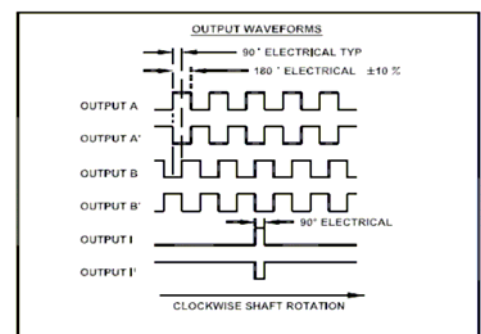 OUTPUT WAVEFORMS
90° ELECTRICAL TYP
180° ELECTRICAL ±10 %
OUTPUT A
OUTPUT A'
OUTPUT B
OUTPUT B'
90° ELECTRICAL
OUTPUT I
OUTPUT I'
CLOCKWISE SHAFT ROTATION